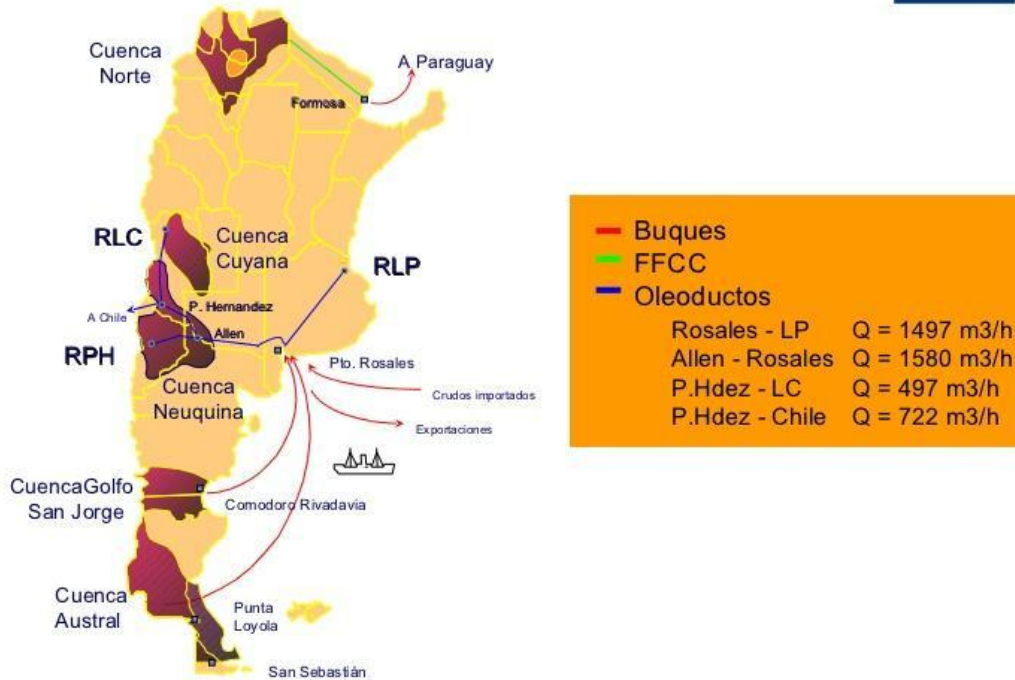 Cuenca
Norte
A Paraguay
Formosa
RLC
Cuenca
Cuyana
RLP
P. Hernandez
A Chile
Allen
RPH
Pto. Rosales
Cuenca
Neuquina
Crudos importados
Exportaciones
CuencaGolfo
San Jorge
Comodoro Rivadavia
Cuenca
Austral
Punta
Loyola
San Sebastián
Buques
FFCC
Oleoductos
Rosales - LP Q = 1497 m3/h
Allen - Rosales Q = 1580 m3/h
P.Hdez - LC Q = 497 m3/h
P.Hdez - Chile Q = 722 m3/h